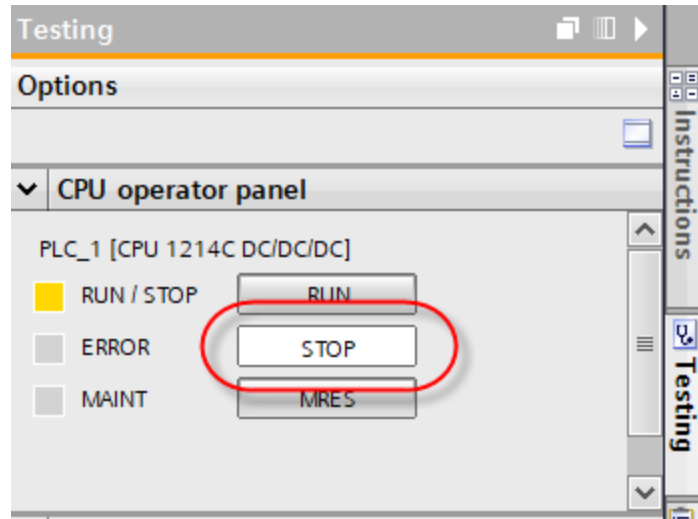 Testing
Options
CPU operator panel
PLC_1 [CPU 1214C DC/DC/DC]
RUN / STOP RUN
ERROR STOP
MAINT MRES
Instructions
Testing